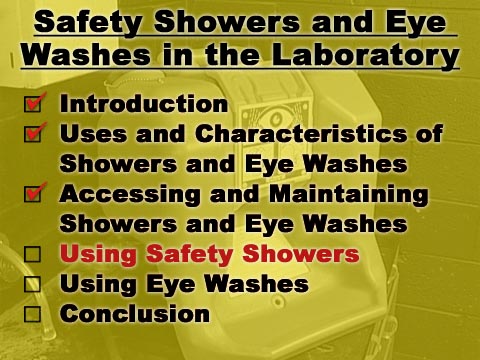 Safety Showers and Eye
Washes in the Laboratory
Introduction
Uses and Characteristics of
Showers and Eye Washes
Accessing and Maintaining
Showers and Eye Washes
Using Safety Showers
Using Eye Washes
Conclusion